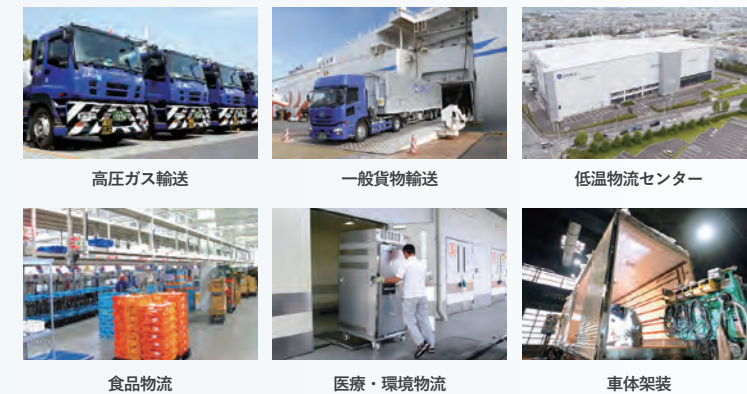 高圧ガス輸送
一般貨物輸送
低温物流センター
食品物流
医療・環境物流
車体架装